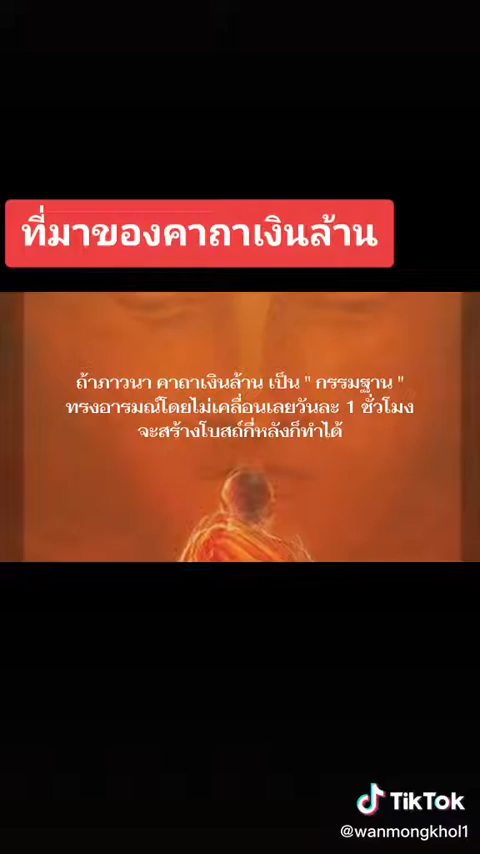 ที่มาของคาถาเงินล้าน
ถ้าภาวนา คาถาเงินล้าน เป็น " กรรมฐาน "
ทรงอารมณ์โดยไม่เคลื่อนเลยวันละ 1 ชั่วโมง
จะสร้างโบสถ์กี่หลังก็ทำได้
TikTok
@wanmongkhol1